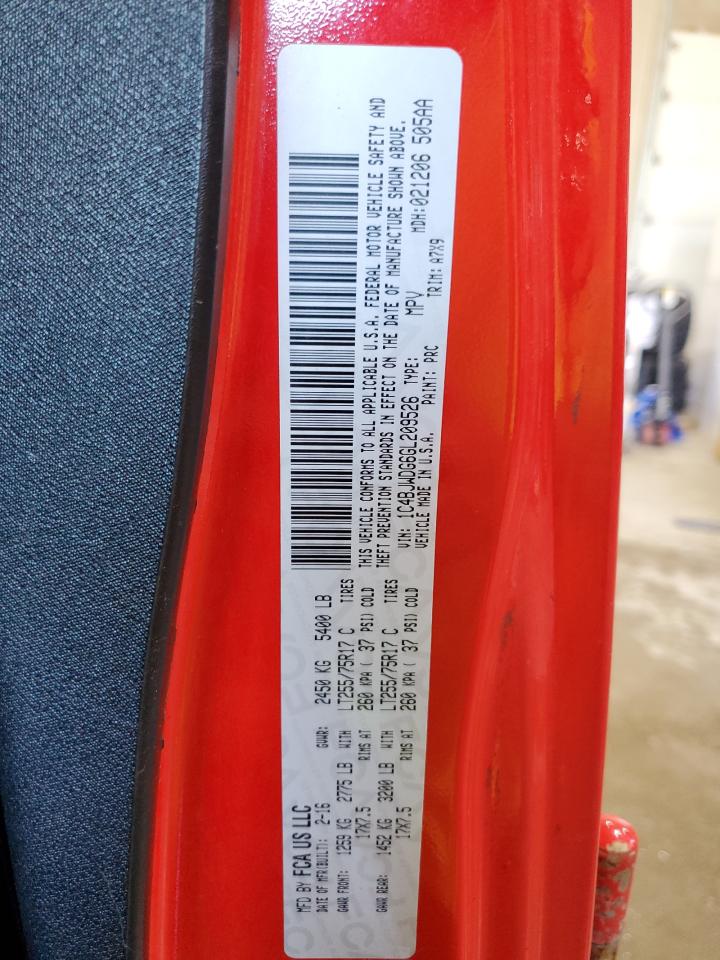 MFD BY FCA US LLC
DATE OF MFR(BUILT): 2-16 GVWR: 2450 KG 5400 LB
GAWR FRONT: 1259 KG 2775 LB WITH LT255/75R17 C TIRES
17X7.5 RIMS AT 260 KPA ( 37 PSI) COLD
GAWR REAR: 1452 KG 3200 LB WITH LT255/75R17 C TIRES
17X7.5 RIMS AT 260 KPA ( 37 PSI) COLD
THIS VEHICLE CONFORMS TO ALL APPLICABLE U.S.A. FEDERAL MOTOR VEHICLE SAFETY AND
THEFT PREVENTION STANDARDS IN EFFECT ON THE DATE OF MANUFACTURE SHOWN ABOVE.
VIN: 1C4BJWDG6GL209526 TYPE: MPV MDH:021206 505AA
VEHICLE MADE IN U.S.A. PAINT: PRC TRIM: A7X9